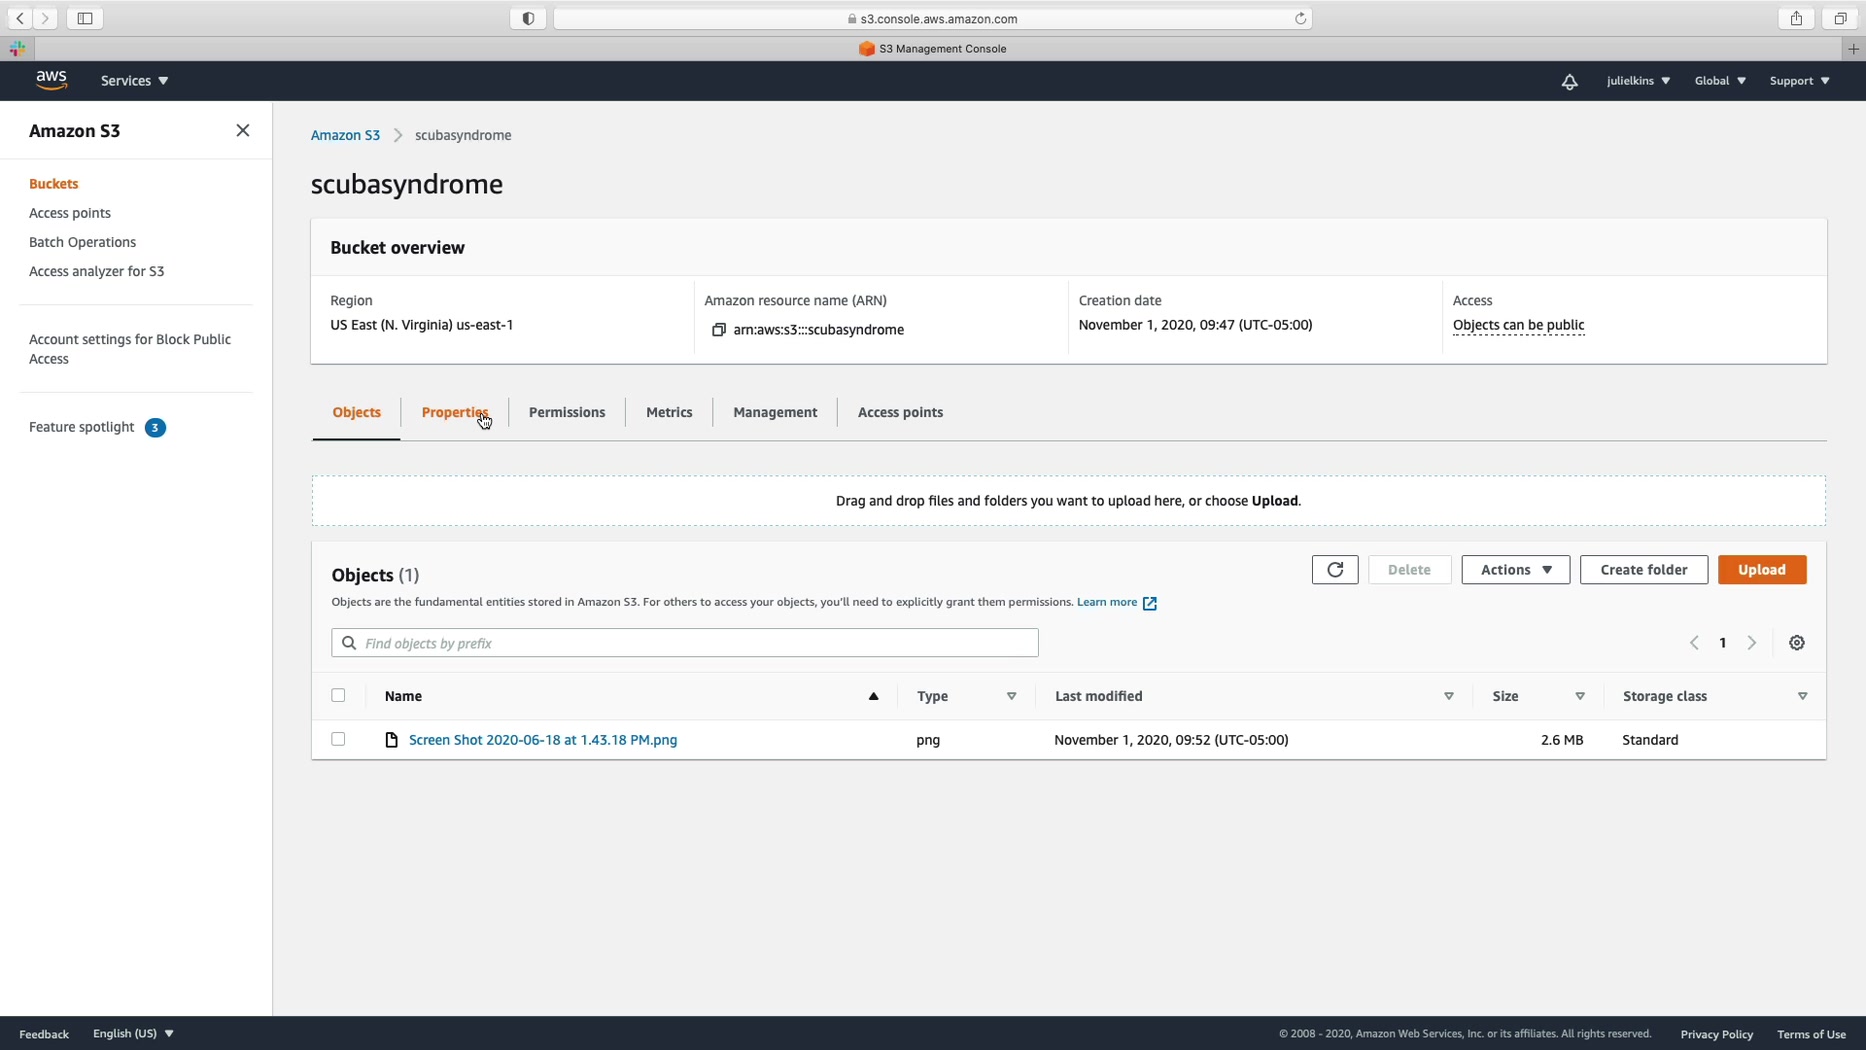 s3.console.aws.amazon.com
S3 Management Console
aws Services julielkins Global Support
Amazon S3
Buckets
Access points
Batch Operations
Access analyzer for S3
Account settings for Block Public
Access
Feature spotlight 3
Amazon S3 scubasyndrome
scubasyndrome
Bucket overview
Region
US East (N. Virginia) us-east-1
Amazon resource name (ARN)
arn:aws:s3:::scubasyndrome
Creation date
November 1, 2020, 09:47 (UTC-05:00)
Access
Objects can be public
Objects Properties Permissions Metrics Management Access points
Drag and drop files and folders you want to upload here, or choose Upload.
Objects (1)
Delete Actions Create folder Upload
Objects are the fundamental entities stored in Amazon S3. For others to access your objects, you'll need to explicitly grant them permissions. Learn more
Find objects by prefix
1
Name Type Last modified Size Storage class
Screen Shot 2020-06-18 at 1.43.18 PM.png png November 1, 2020, 09:52 (UTC-05:00) 2.6 MB Standard
Feedback English (US) © 2008 - 2020, Amazon Web Services, Inc. or its affiliates. All rights reserved. Privacy Policy Terms of Use